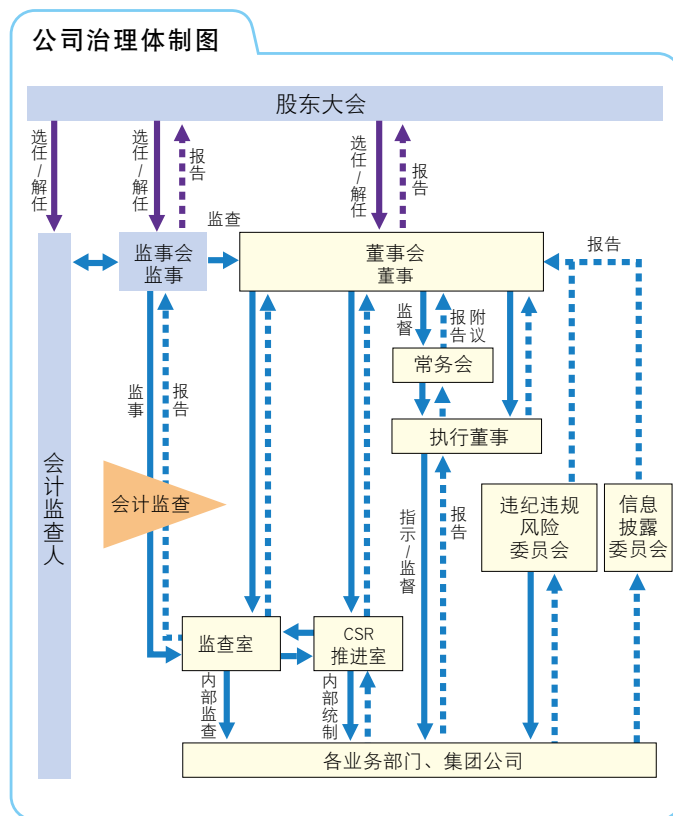 公司治理体制图
股东大会
选任/解任
选任/解任
报告
选任/解任
报告
监查
报告
监事会
监事
董事会
董事
监督
报告
附议
常务会
监事
报告
执行董事
会计监查人
会计监查
指示/监督
报告
违纪违规
风险
委员会
信息
披露
委员会
监查室
CSR
推进室
内部监查
内部统制
各业务部门、集团公司